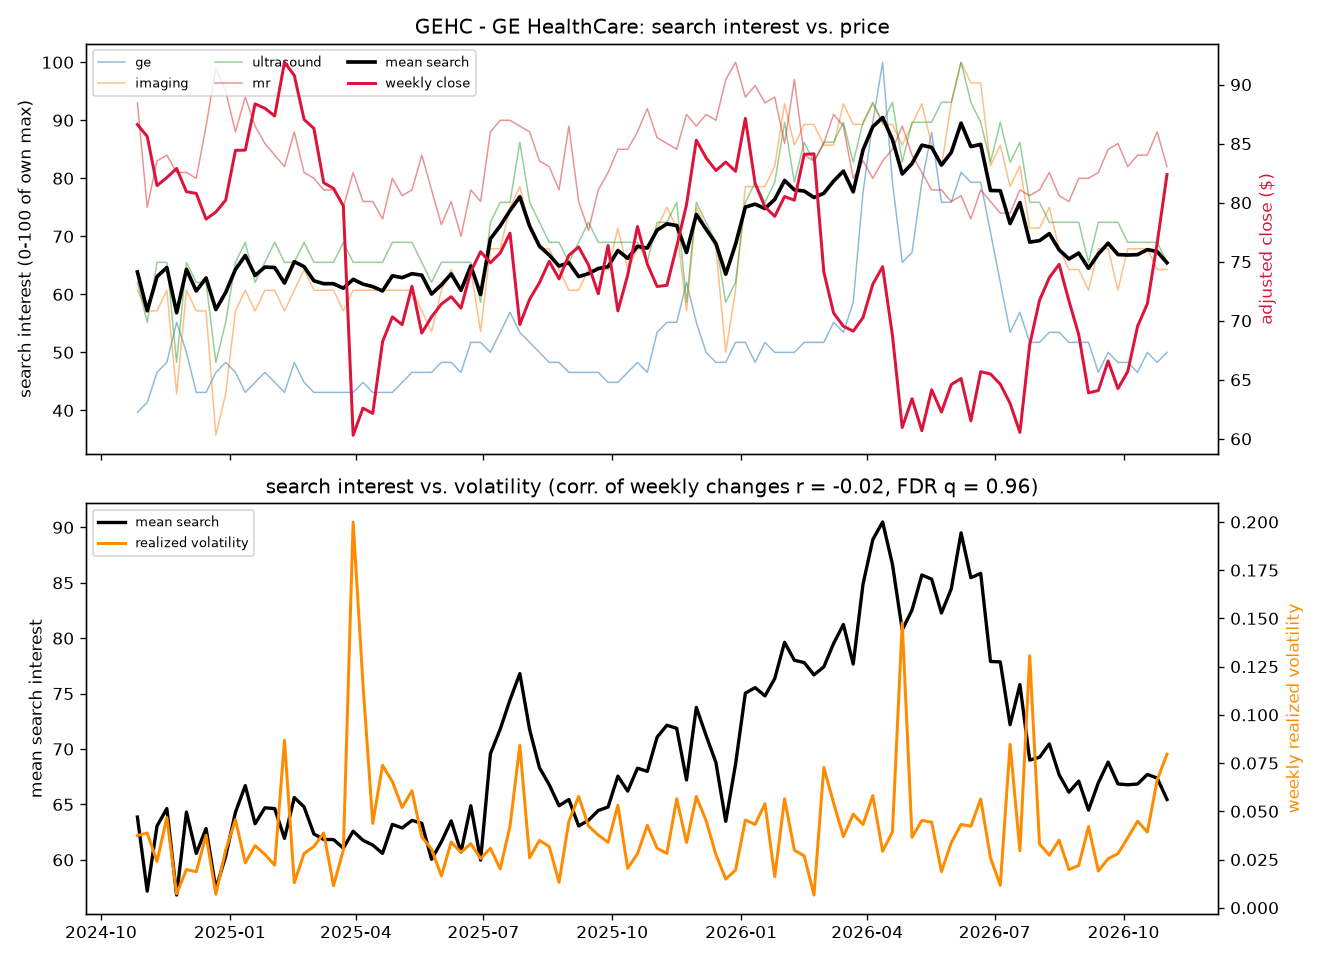 GEHC - GE HealthCare: search interest vs. price
ge
imaging
ultrasound
mr
mean search
weekly close
search interest (0-100 of own max)
100
90
80
70
60
50
40
adjusted close ($)
90
85
80
75
70
65
60
search interest vs. volatility (corr. of weekly changes r = -0.02, FDR q = 0.96)
mean search
realized volatility
mean search interest
90
85
80
75
70
65
60
weekly realized volatility
0.200
0.175
0.150
0.125
0.100
0.075
0.050
0.025
0.000
2024-10
2025-01
2025-04
2025-07
2025-10
2026-01
2026-04
2026-07
2026-10